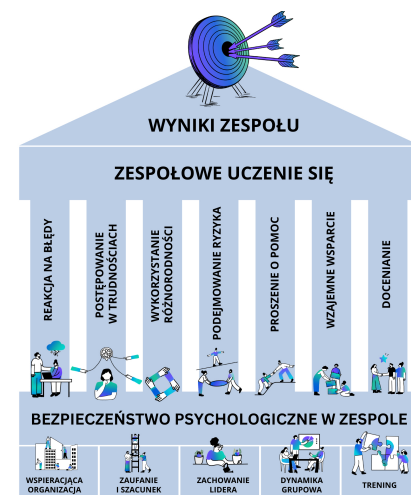 WYNIKI ZESPOŁU
ZESPOŁOWE UCZENIE SIĘ
REAKCJA NA BŁĘDY
POSTĘPOWANIE
W TRUDNOŚCIACH
WYKORZYSTANIE
RÓŻNORODNOŚCI
PODEJMOWANIE RYZYKA
PROSZENIE O POMOC
WZAJEMNE WSPARCIE
DOCENIANIE
BEZPIECZEŃSTWO PSYCHOLOGICZNE W ZESPOLE
WSPIERAJĄCA
ORGANIZACJA
ZAUFANIE
I SZACUNEK
ZACHOWANIE
LIDERA
DYNAMIKA
GRUPOWA
TRENING